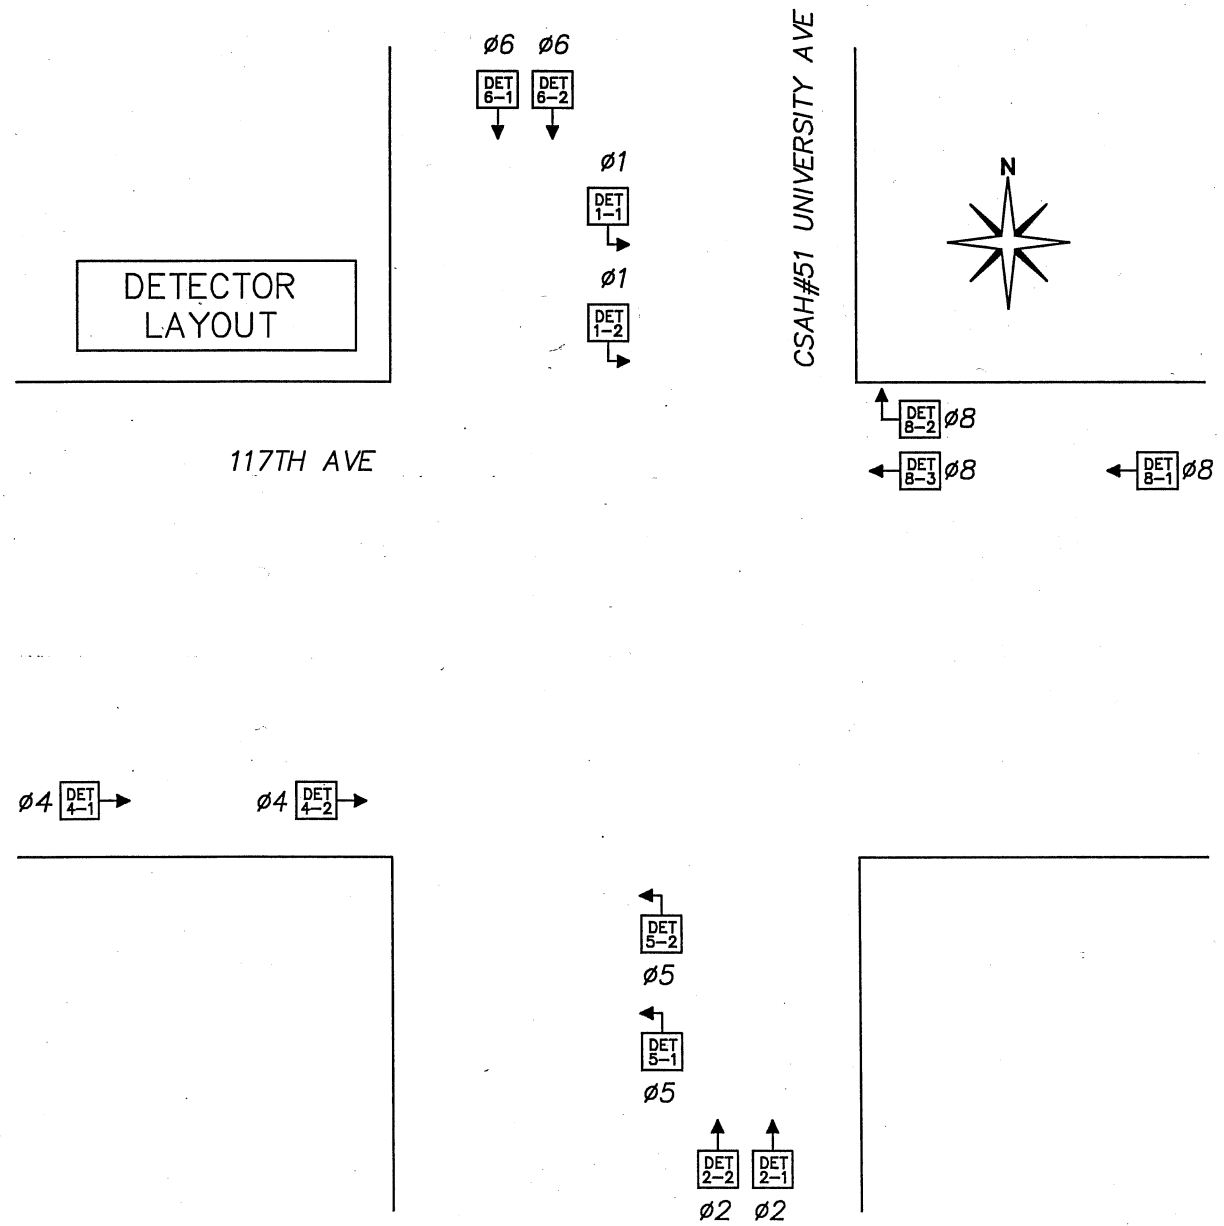 ø6 ø6
DET
6-1
DET
6-2
CSAH#51 UNIVERSITY AVE
ø1
DET
1-1
N
ø1
DET
1-2
DETECTOR
LAYOUT
DET
8-2
ø8
117TH AVE
DET
8-3
ø8
DET
8-1
ø8
ø4
DET
4-1
ø4
DET
4-2
DET
5-2
ø5
DET
5-1
ø5
DET
2-2
DET
2-1
ø2 ø2